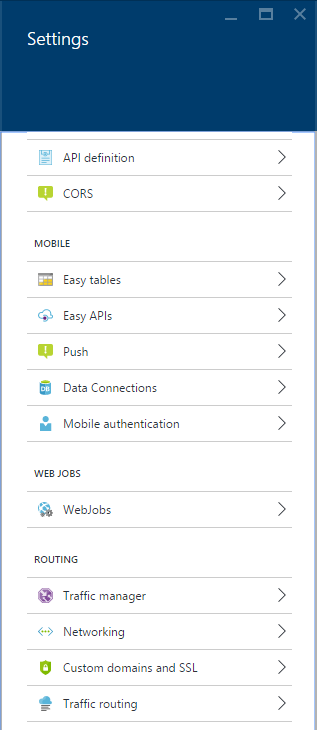 Settings
API definition
CORS
MOBILE
Easy tables
Easy APIs
Push
DB
Data Connections
Mobile authentication
WEB JOBS
WebJobs
ROUTING
Traffic manager
Networking
Custom domains and SSL
Traffic routing